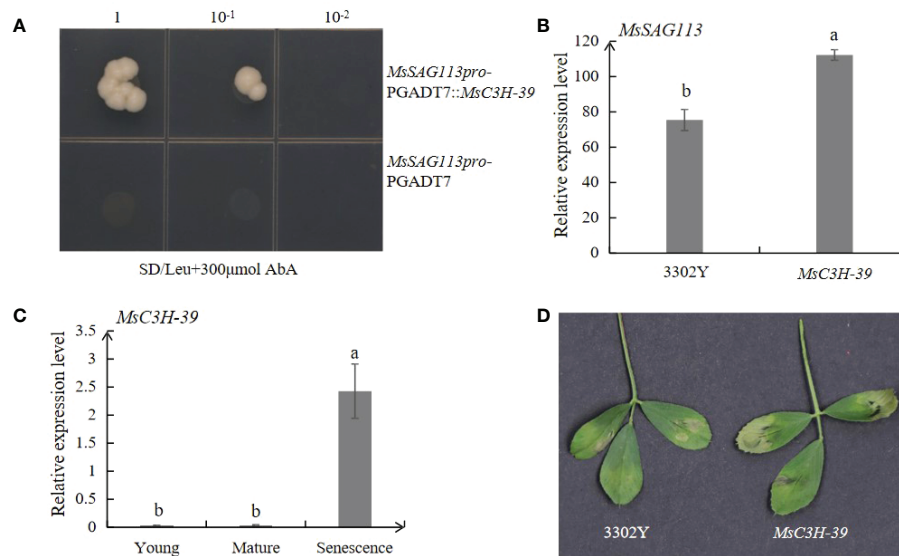 A
1 10⁻¹ 10⁻²
MsSAG113pro-
PGADT7::MsC3H-39
MsSAG113pro-
PGADT7
SD/Leu+300μmol AbA
B
MsSAG113
Relative expression level
120
100
80
60
40
20
0
b
a
3302Y MsC3H-39
C
MsC3H-39
Relative expression level
3.5
3
2.5
2
1.5
1
0.5
0
b
b
a
Young Mature Senescence
D
3302Y MsC3H-39